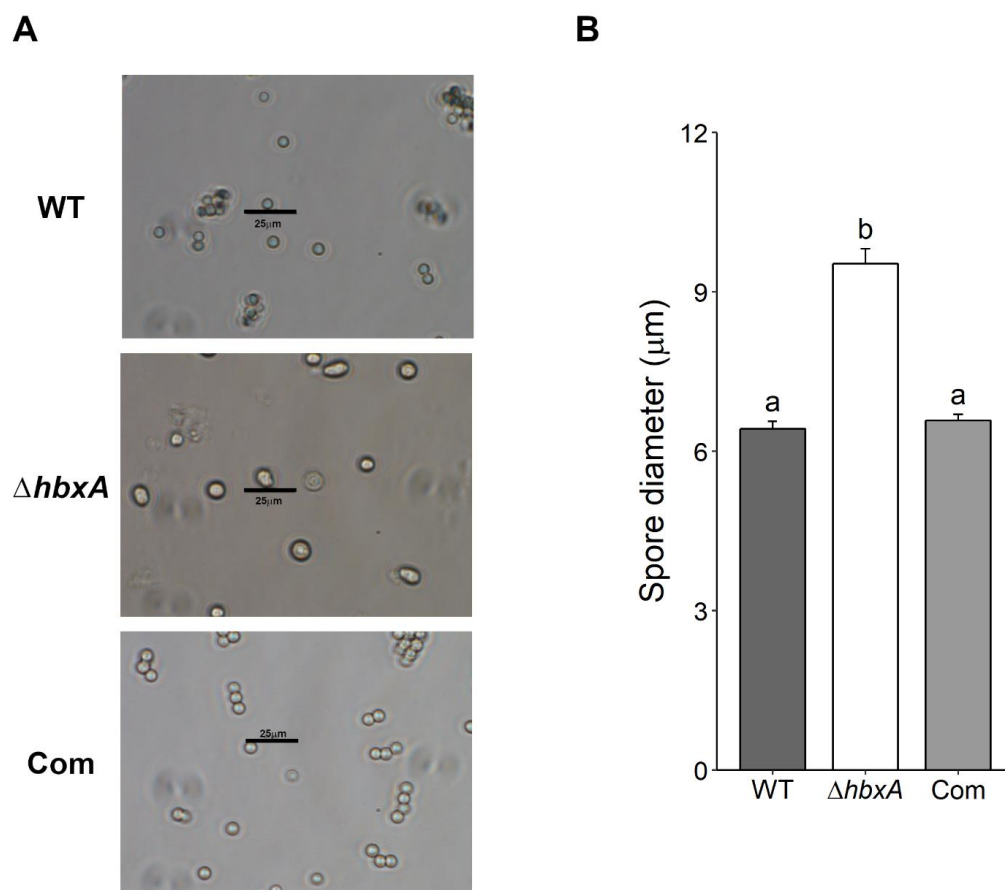 A
WT
25μm
ΔhbxA
25μm
Com
25μm
B
Spore diameter (μm)
12
9
6
3
0
a
b
a
WT
ΔhbxA
Com